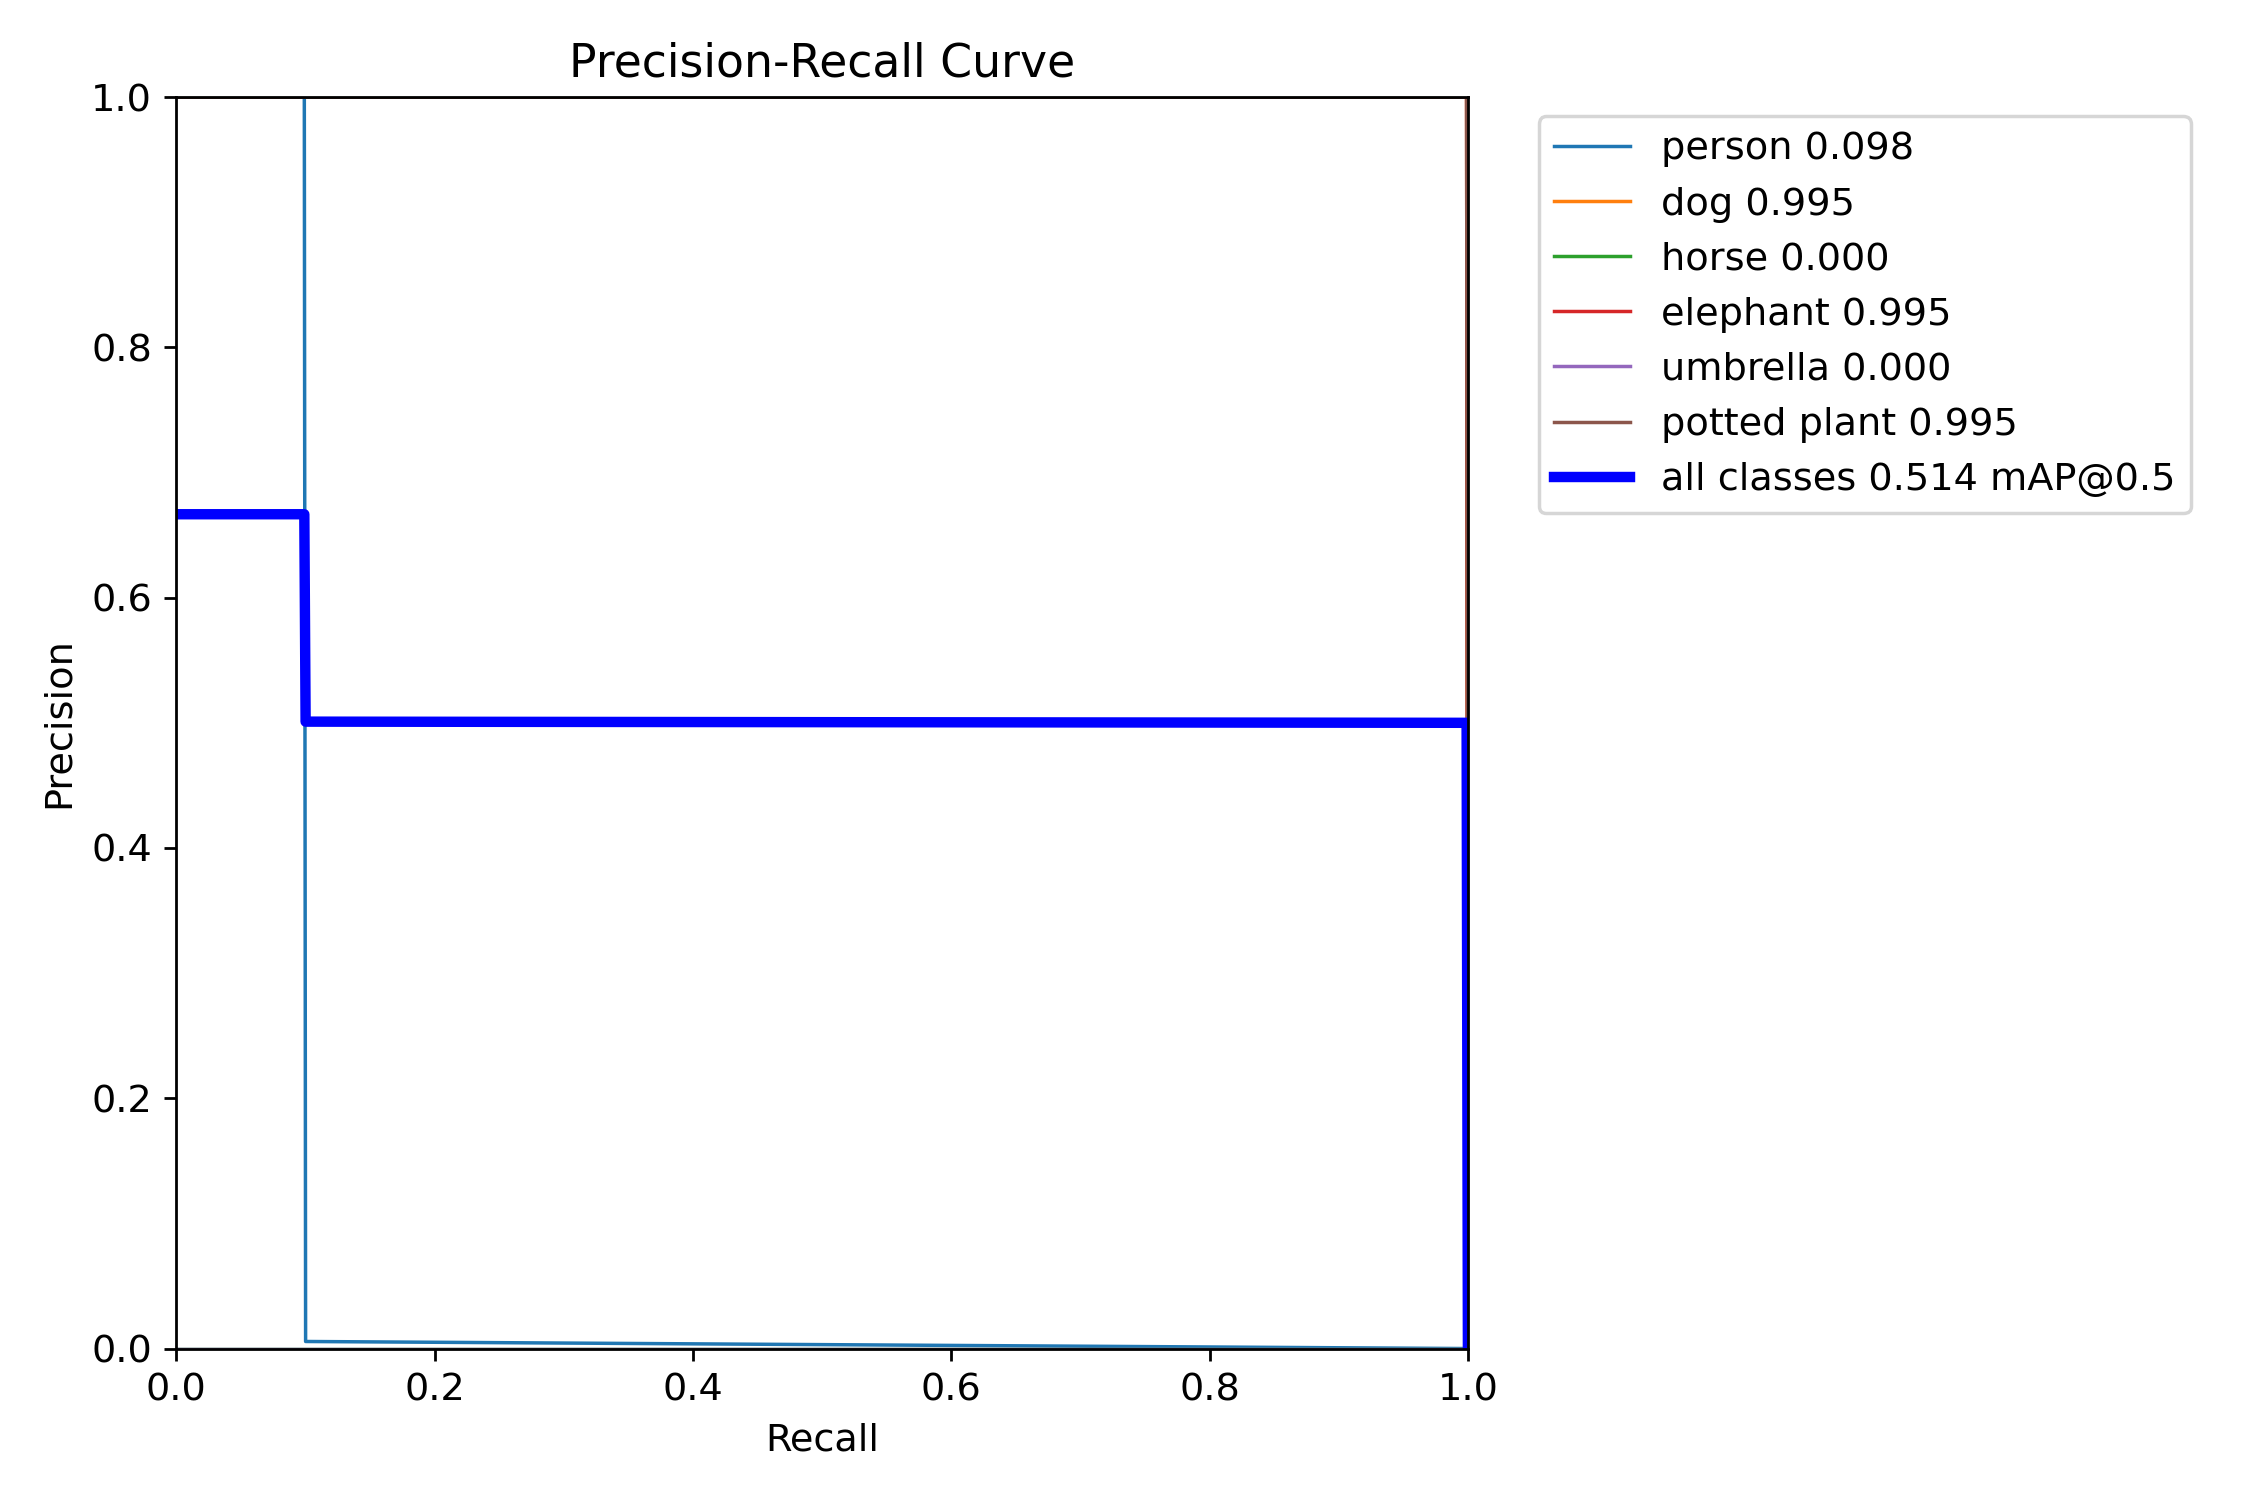 Precision-Recall Curve
1.0
0.8
0.6
0.4
0.2
0.0
Precision
0.0 0.2 0.4 0.6 0.8 1.0
Recall
person 0.098
dog 0.995
horse 0.000
elephant 0.995
umbrella 0.000
potted plant 0.995
all classes 0.514 mAP@0.5